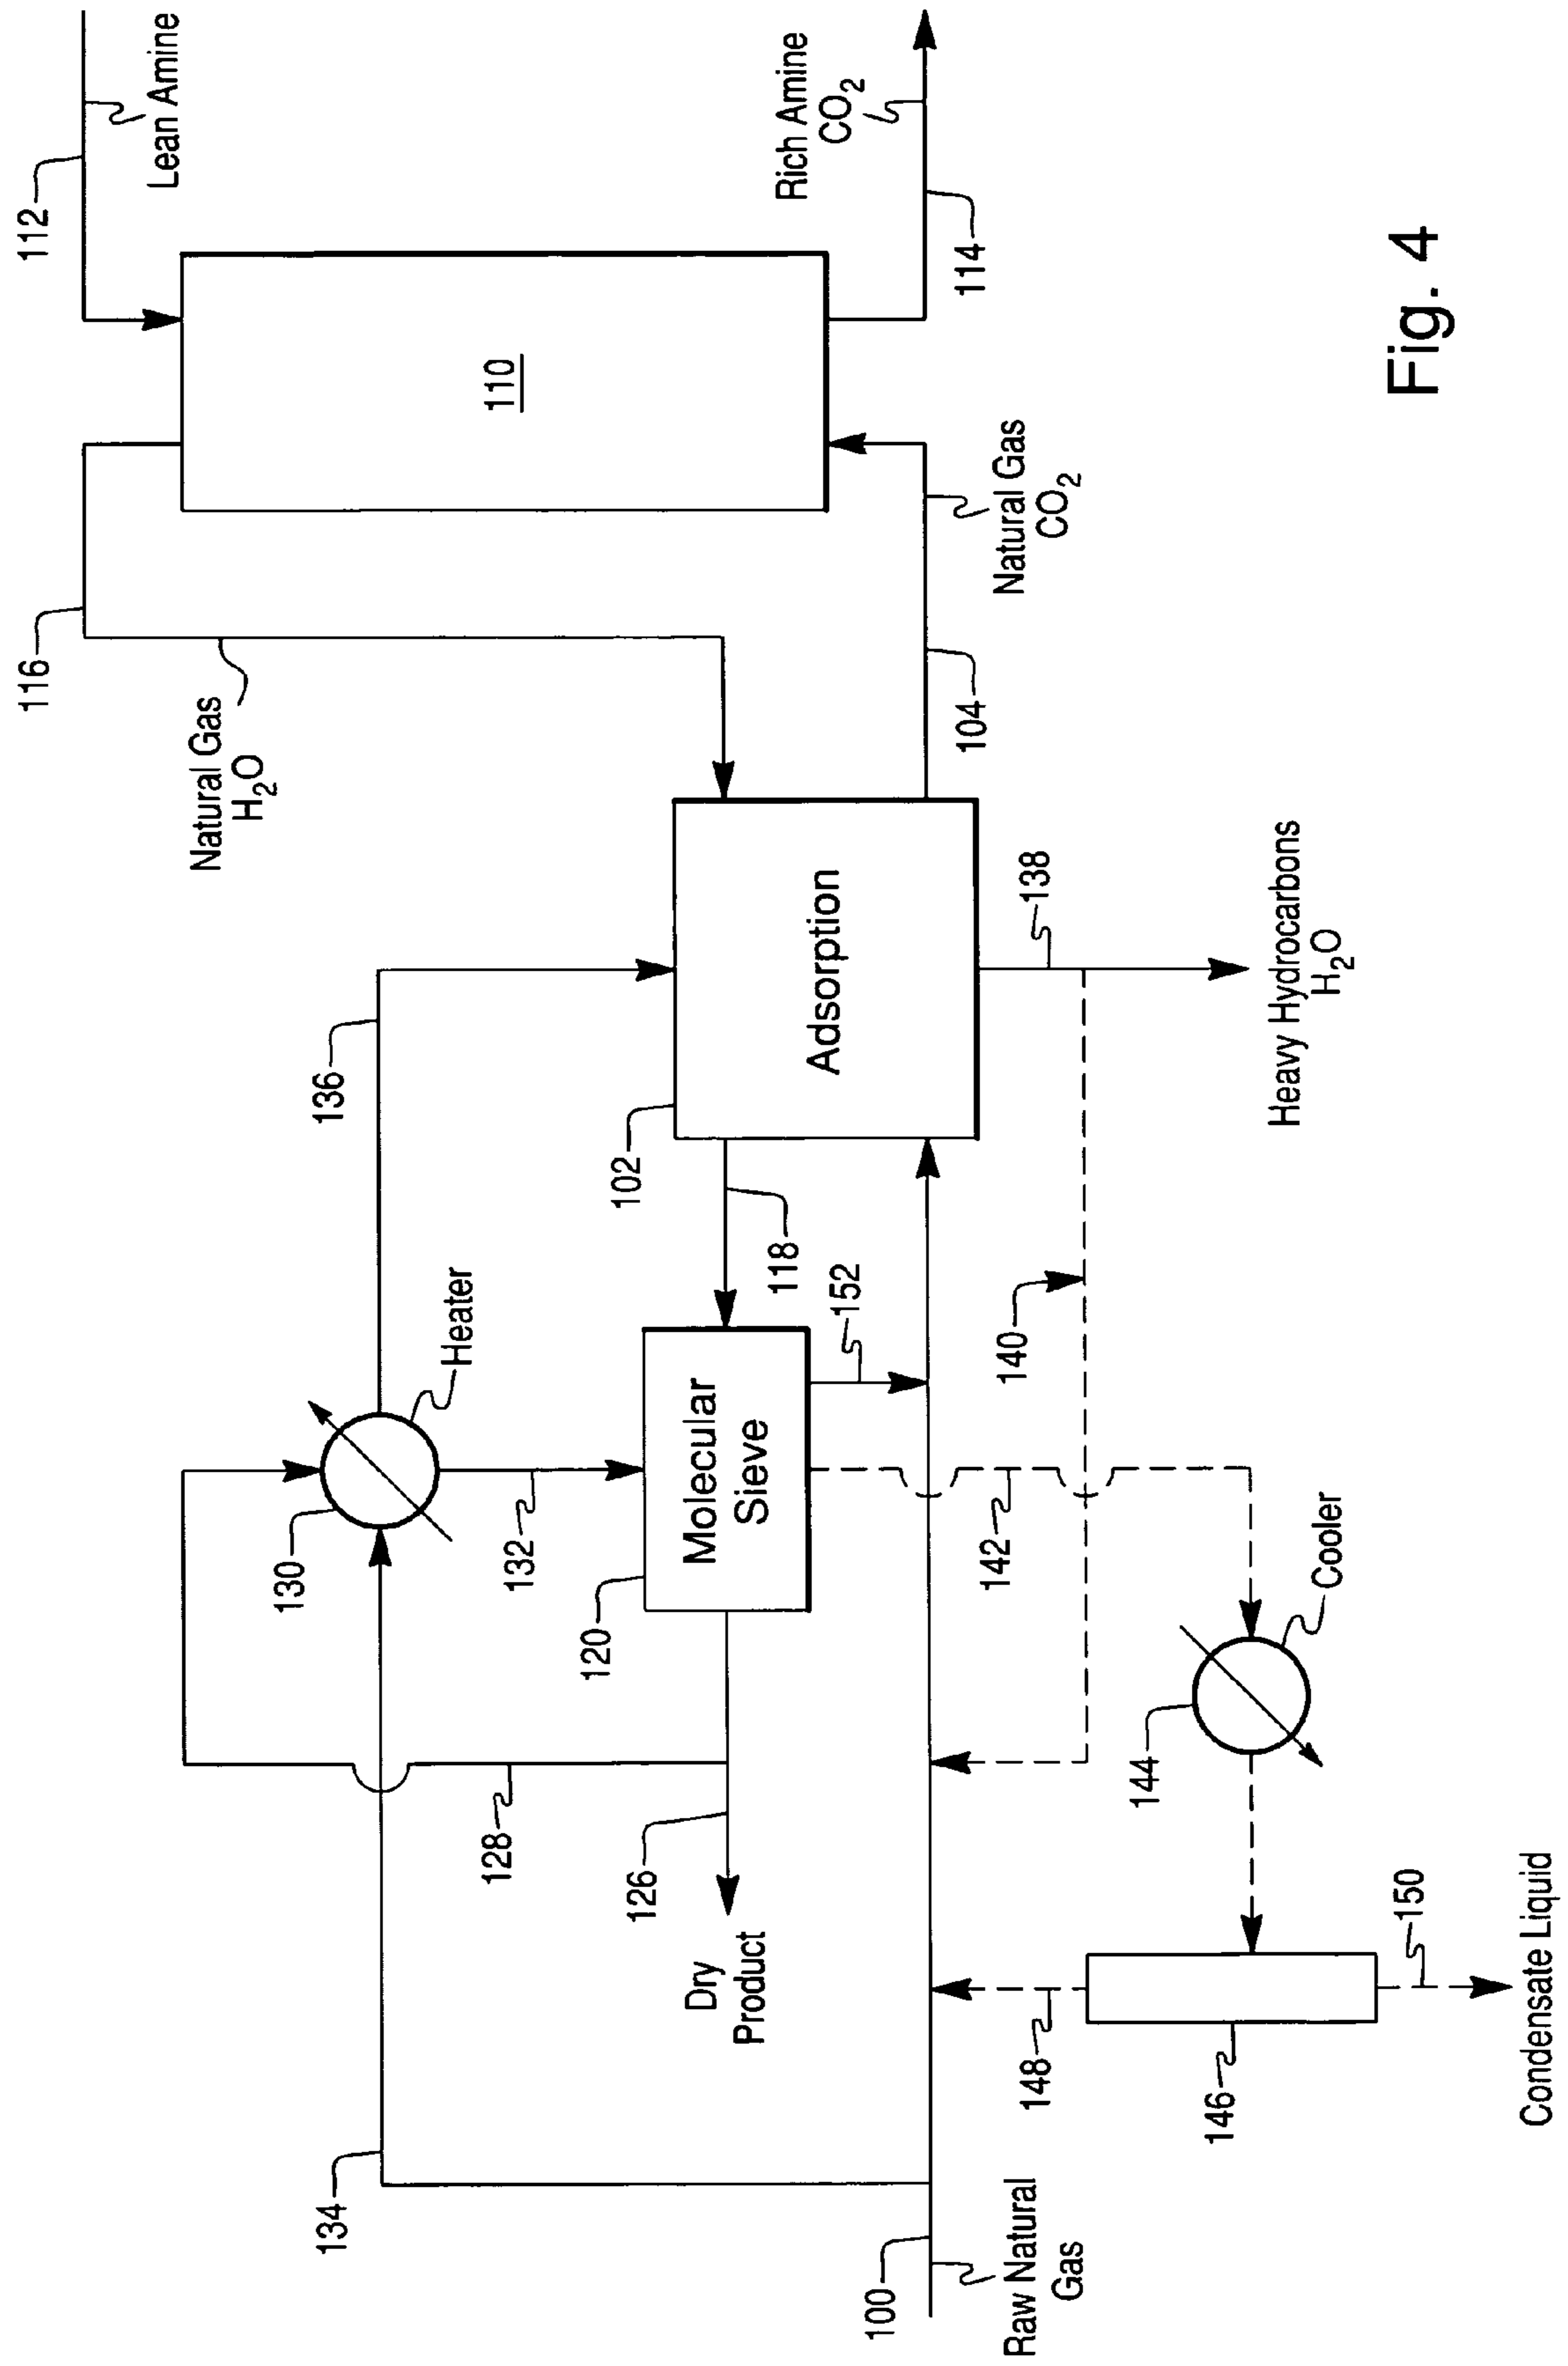 112
Lean Amine
116
Natural Gas
H₂O
110
Rich Amine
CO₂
114
Natural Gas
CO₂
104
136
130
Heater
132
102
Adsorption
118
138
Heavy Hydrocarbons
H₂O
120
Molecular
Sieve
152
140
142
134
128
126
Dry
Product
144
Cooler
148
146
150
Condensate Liquid
100
Raw Natural
Gas
Fig. 4